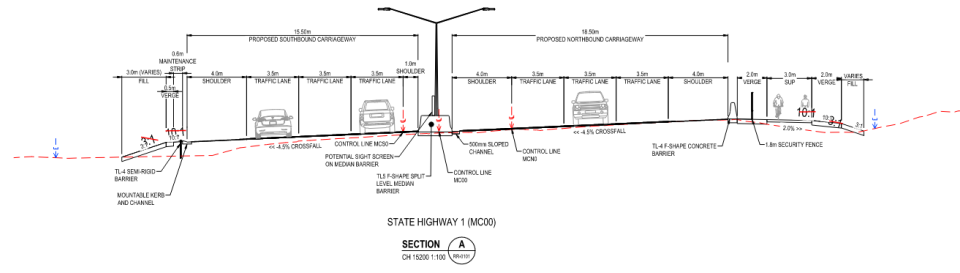 15.50m
PROPOSED SOUTHBOUND CARRIAGEWAY
18.50m
PROPOSED NORTHBOUND CARRIAGEWAY
0.6m
MAINTENANCE
STRIP
3.0m (VARIES)
FILL
0.5m
VERGE
4.0m
SHOULDER
3.5m
TRAFFIC LANE
3.5m
TRAFFIC LANE
3.5m
TRAFFIC LANE
1.0m
SHOULDER
4.0m
SHOULDER
3.5m
TRAFFIC LANE
3.5m
TRAFFIC LANE
3.5m
TRAFFIC LANE
4.0m
SHOULDER
2.0m
VERGE
3.0m
SUP
2.0m
VERGE
VARIES
FILL
10:1
3:1
10:1
3:1
<< -4.5% CROSSFALL
CONTROL LINE MCS0
POTENTIAL SIGHT SCREEN
ON MEDIAN BARRIER
TL5 F-SHAPE SPLIT
LEVEL MEDIAN
BARRIER
CONTROL LINE
MC00
500mm SLOPED
CHANNEL
CONTROL LINE
MCN0
<< -4.5% CROSSFALL
TL-4 F-SHAPE CONCRETE
BARRIER
2.0% >>
1.8m SECURITY FENCE
TL-4 SEMI-RIGID
BARRIER
MOUNTABLE KERB
AND CHANNEL
STATE HIGHWAY 1 (MC00)
SECTION A
CH 15200 1:100
RR-0101